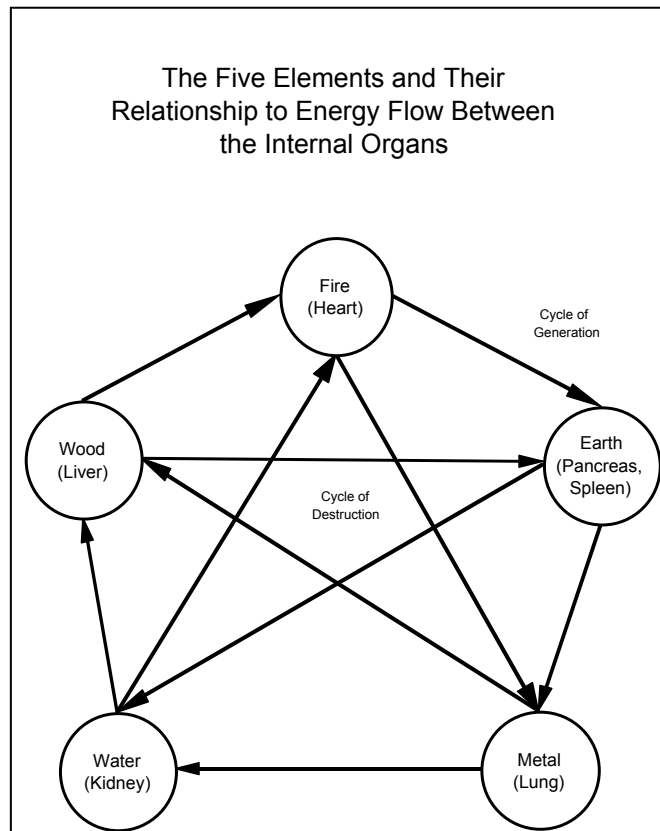 The Five Elements and Their
Relationship to Energy Flow Between
the Internal Organs
Fire
(Heart)
Cycle of
Generation
Wood
(Liver)
Earth
(Pancreas,
Spleen)
Cycle of
Destruction
Water
(Kidney)
Metal
(Lung)